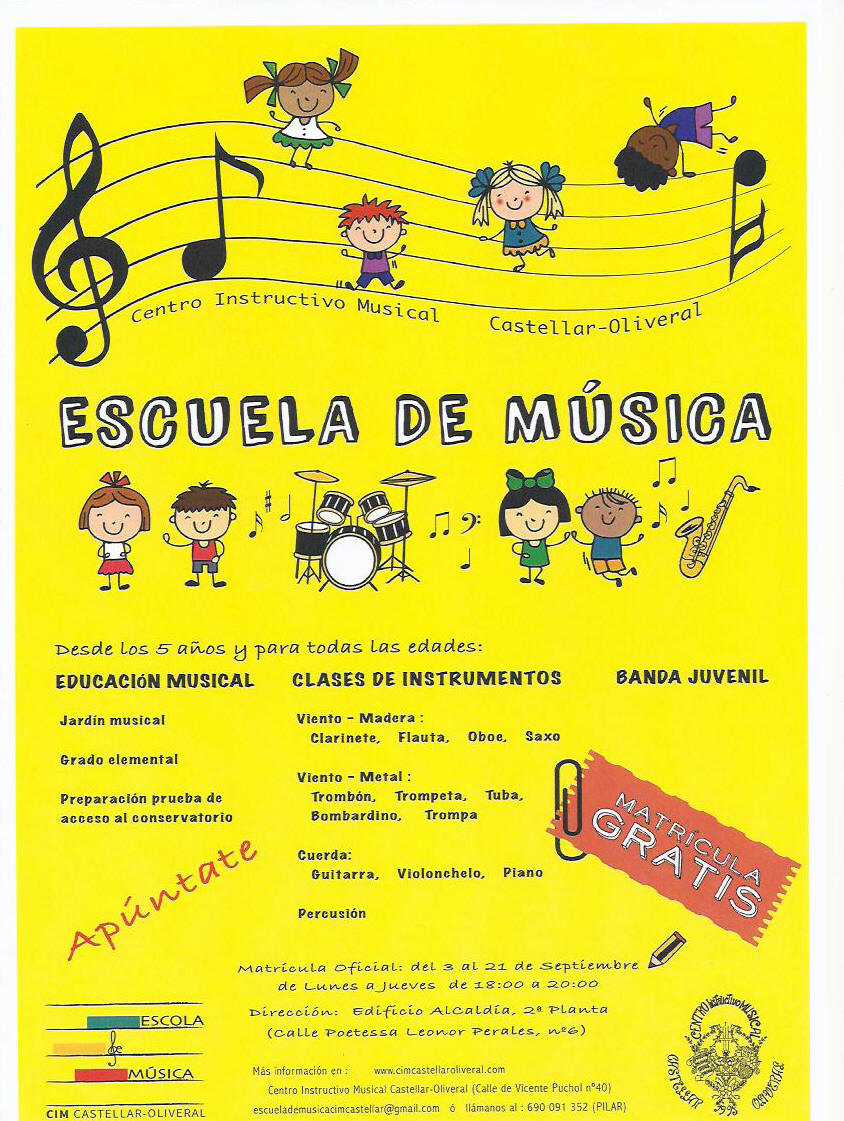 Centro Instructivo Musical Castellar-Oliveral
ESCUELA DE MÚSICA
Desde los 5 años y para todas las edades:
EDUCACIÓN MUSICAL
Jardín musical
Grado elemental
Preparación prueba de
acceso al conservatorio
Apúntate
CLASES DE INSTRUMENTOS
Viento - Madera :
Clarinete, Flauta, Oboe, Saxo
Viento - Metal :
Trombón, Trompeta, Tuba,
Bombardino, Trompa
Cuerda:
Guitarra, Violonchelo, Piano
Percusión
BANDA JUVENIL
MATRÍCULA
GRATIS
Matrícula Oficial: del 3 al 21 de Septiembre
de Lunes a Jueves de 18:00 a 20:00
Dirección: Edificio Alcaldía, 2ª Planta
(Calle Poetessa Leonor Perales, nº6)
Más información en : www.cimcastellaroliveral.com
Centro Instructivo Musical Castellar-Oliveral (Calle de Vicente Puchol nº40)
escuelademusicacimcastellar@gmail.com ó llámanos al : 690 091 352 (PILAR)
ESCOLA
de
MÚSICA
CIM CASTELLAR-OLIVERAL
CENTRO INSTRUCTIVO MUSICAL
CASTELLAR